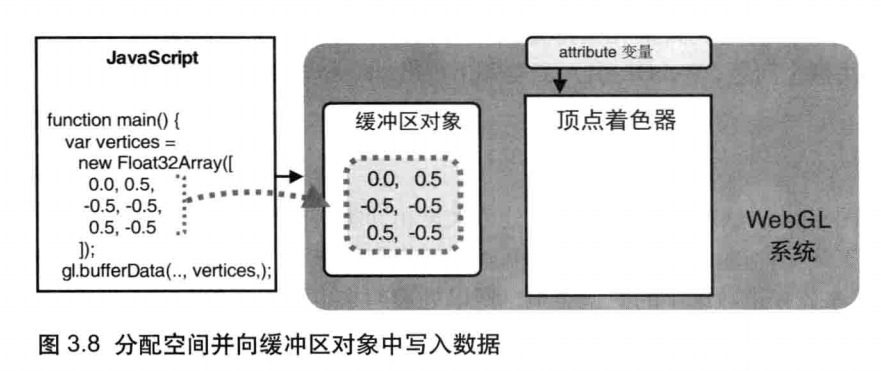 JavaScript
function main() {
var vertices =
new Float32Array([
0.0, 0.5,
-0.5, -0.5,
0.5, -0.5
]);
gl.bufferData(.., vertices,);
缓冲区对象
0.0, 0.5
-0.5, -0.5
0.5, -0.5
attribute 变量
顶点着色器
WebGL
系统
图 3.8 分配空间并向缓冲区对象中写入数据